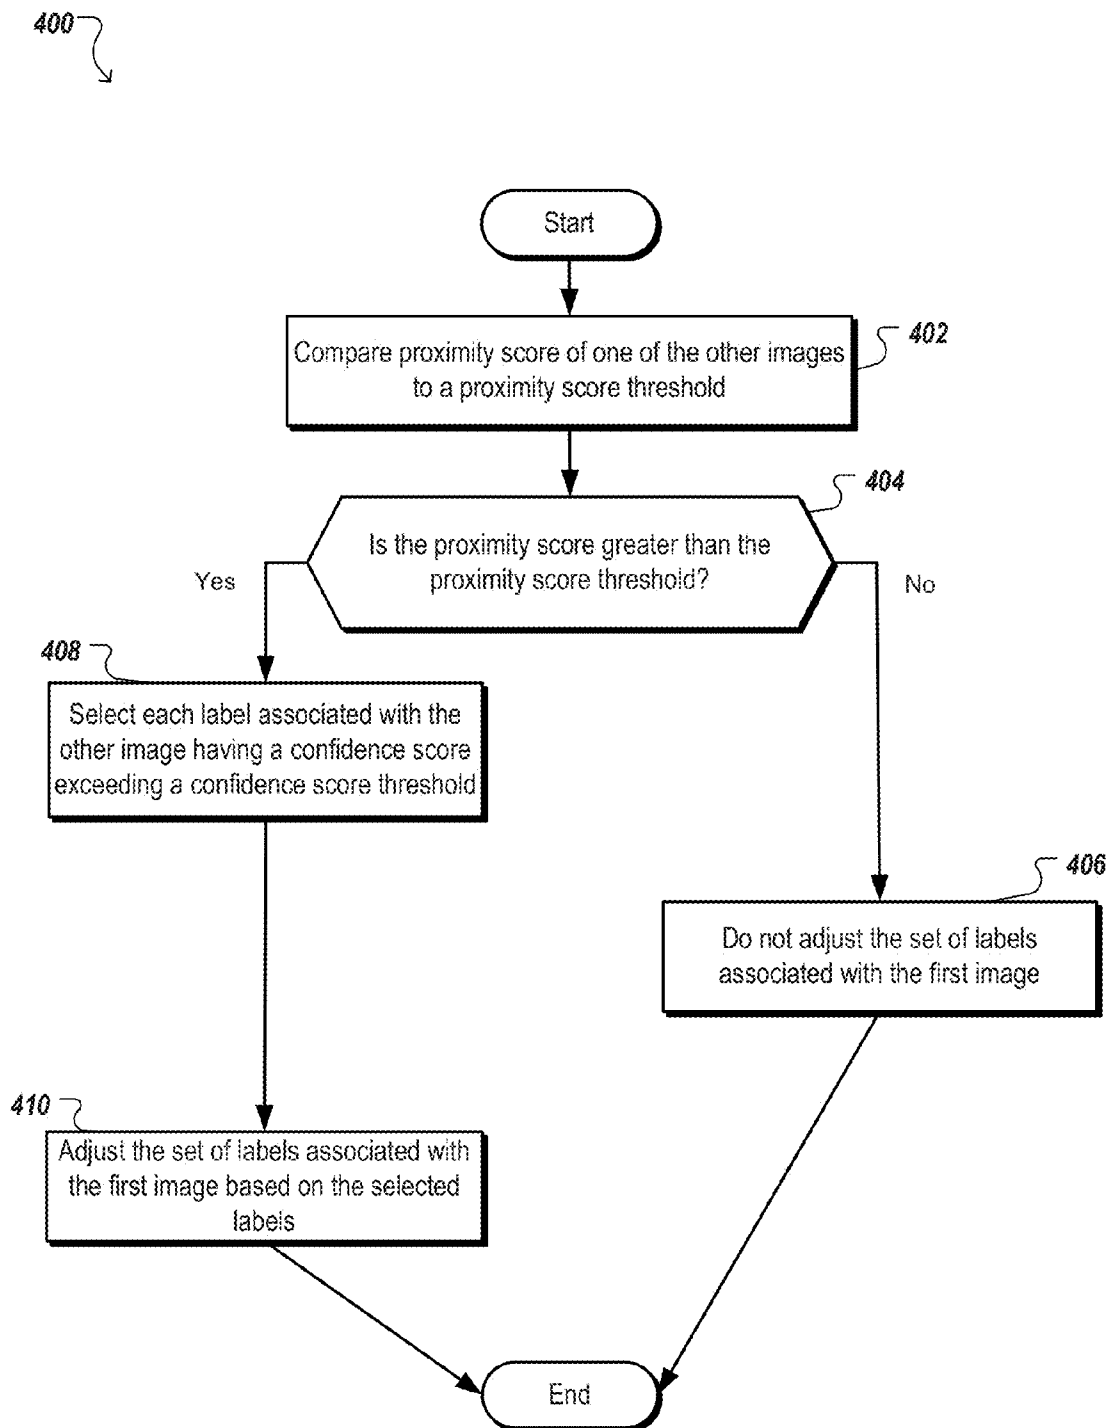 400
Start
Compare proximity score of one of the other images
to a proximity score threshold
402
404
Is the proximity score greater than the
proximity score threshold?
Yes
No
408
Select each label associated with the
other image having a confidence score
exceeding a confidence score threshold
406
Do not adjust the set of labels
associated with the first image
410
Adjust the set of labels associated with
the first image based on the selected
labels
End